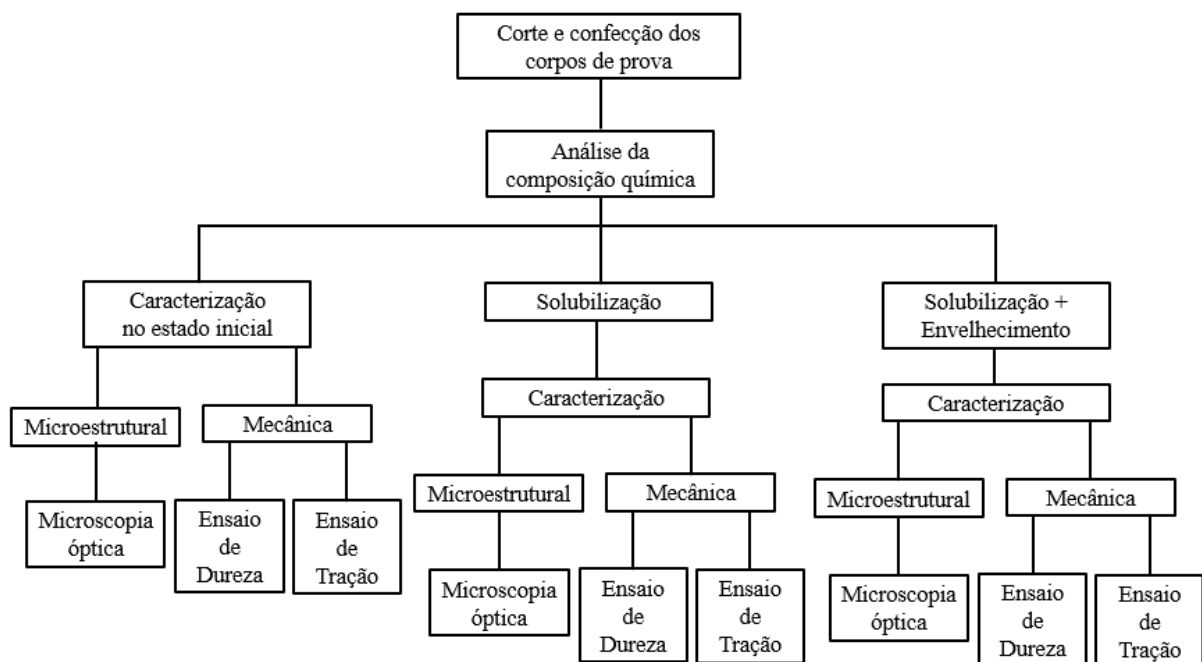 Corte e confecção dos
corpos de prova
Análise da
composição química
Caracterização
no estado inicial
Solubilização
Solubilização +
Envelhecimento
Microestrutural
Mecânica
Caracterização
Caracterização
Microscopia
óptica
Ensaio
de
Dureza
Ensaio
de
Tração
Microestrutural
Mecânica
Microestrutural
Mecânica
Microscopia
óptica
Ensaio
de
Dureza
Ensaio
de
Tração
Microscopia
óptica
Ensaio
de
Dureza
Ensaio
de
Tração